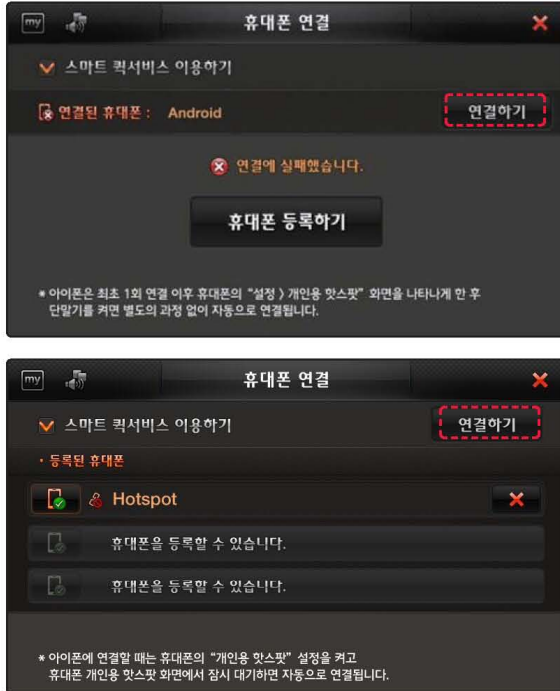 my
휴대폰 연결
스마트 퀵서비스 이용하기
연결된 휴대폰 : Android
연결하기
연결에 실패했습니다.
휴대폰 등록하기
* 아이폰은 최초 1회 연결 이후 휴대폰의 “설정 > 개인용 핫스팟” 화면을 나타나게 한 후
단말기를 켜면 별도의 과정 없이 자동으로 연결됩니다.
my
휴대폰 연결
스마트 퀵서비스 이용하기
연결하기
• 등록된 휴대폰
Hotspot
휴대폰을 등록할 수 있습니다.
휴대폰을 등록할 수 있습니다.
* 아이폰에 연결할 때는 휴대폰의 “개인용 핫스팟” 설정을 켜고
휴대폰 개인용 핫스팟 화면에서 잠시 대기하면 자동으로 연결됩니다.